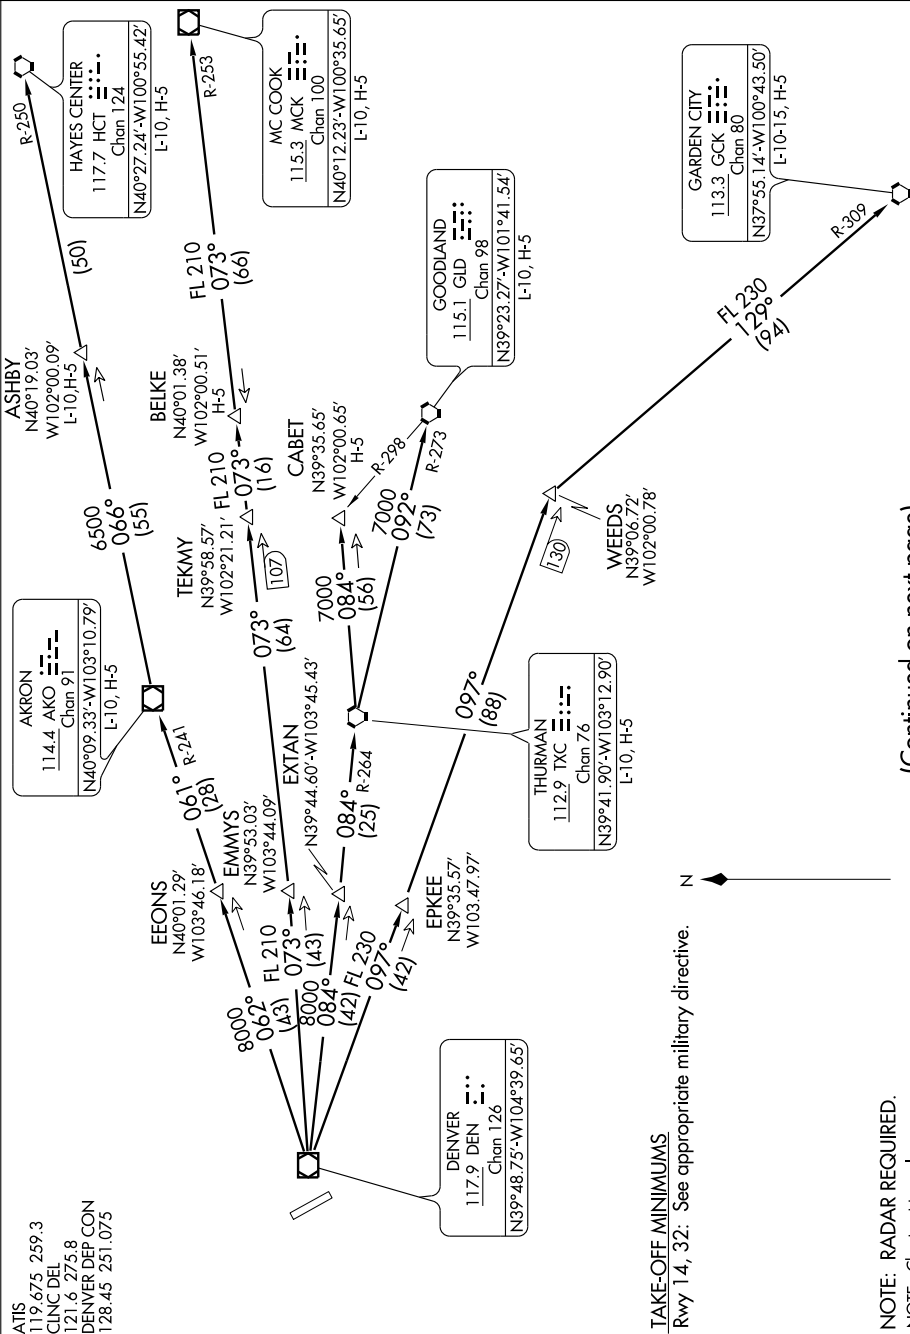 ATIS
119.675 259.3
CLNC DEL
121.6 275.8
DENVER DEP CON
128.45 251.075
DENVER
117.9 DEN
Chan 126
N39°48.75'-W104°39.65'
8000
062°
(43)
FL 210
073°
(43)
8000
084°
(42)
FL 230
097°
(42)
EEONS
N40°01.29'
W103°46.18'
EMMYS
N39°53.03'
W103°44.09'
EXTAN
N39°44.60'-W103°45.43'
EPKEE
N39°35.57'
W103.47.97'
061°
(28)
R-241
AKRON
114.4 AKO
Chan 91
N40°09.33'-W103°10.79'
L-10, H-5
084°
(25)
R-264
THURMAN
112.9 TXC
Chan 76
N39°41.90'-W103°12.90'
L-10, H-5
073°
(64)
107
TEKMY
N39°58.57'
W102°21.21'
FL 210
073°
(16)
BELKE
N40°01.38'
W102°00.51'
H-5
FL 210
073°
(66)
R-253
MC COOK
115.3 MCK
Chan 100
N40°12.23'-W100°35.65'
L-10, H-5
6500
066°
(55)
ASHBY
N40°19.03'
W102°00.09'
L-10,H-5
(50)
R-250
HAYES CENTER
117.7 HCT
Chan 124
N40°27.24'-W100°55.42'
L-10, H-5
7000
084°
(56)
CABET
N39°35.65'
W102°00.65'
H-5
R-298
7000
092°
(73)
R-273
GOODLAND
115.1 GLD
Chan 98
N39°23.27'-W101°41.54'
L-10, H-5
097°
(88)
130
WEEDS
N39°06.72'
W102°00.78'
FL 230
129°
(94)
R-309
GARDEN CITY
113.3 GCK
Chan 80
N37°55.14'-W100°43.50'
L-10-15, H-5
N
TAKE-OFF MINIMUMS
Rwy 14, 32: See appropriate military directive.
(Continued on next page)
NOTE: RADAR REQUIRED.